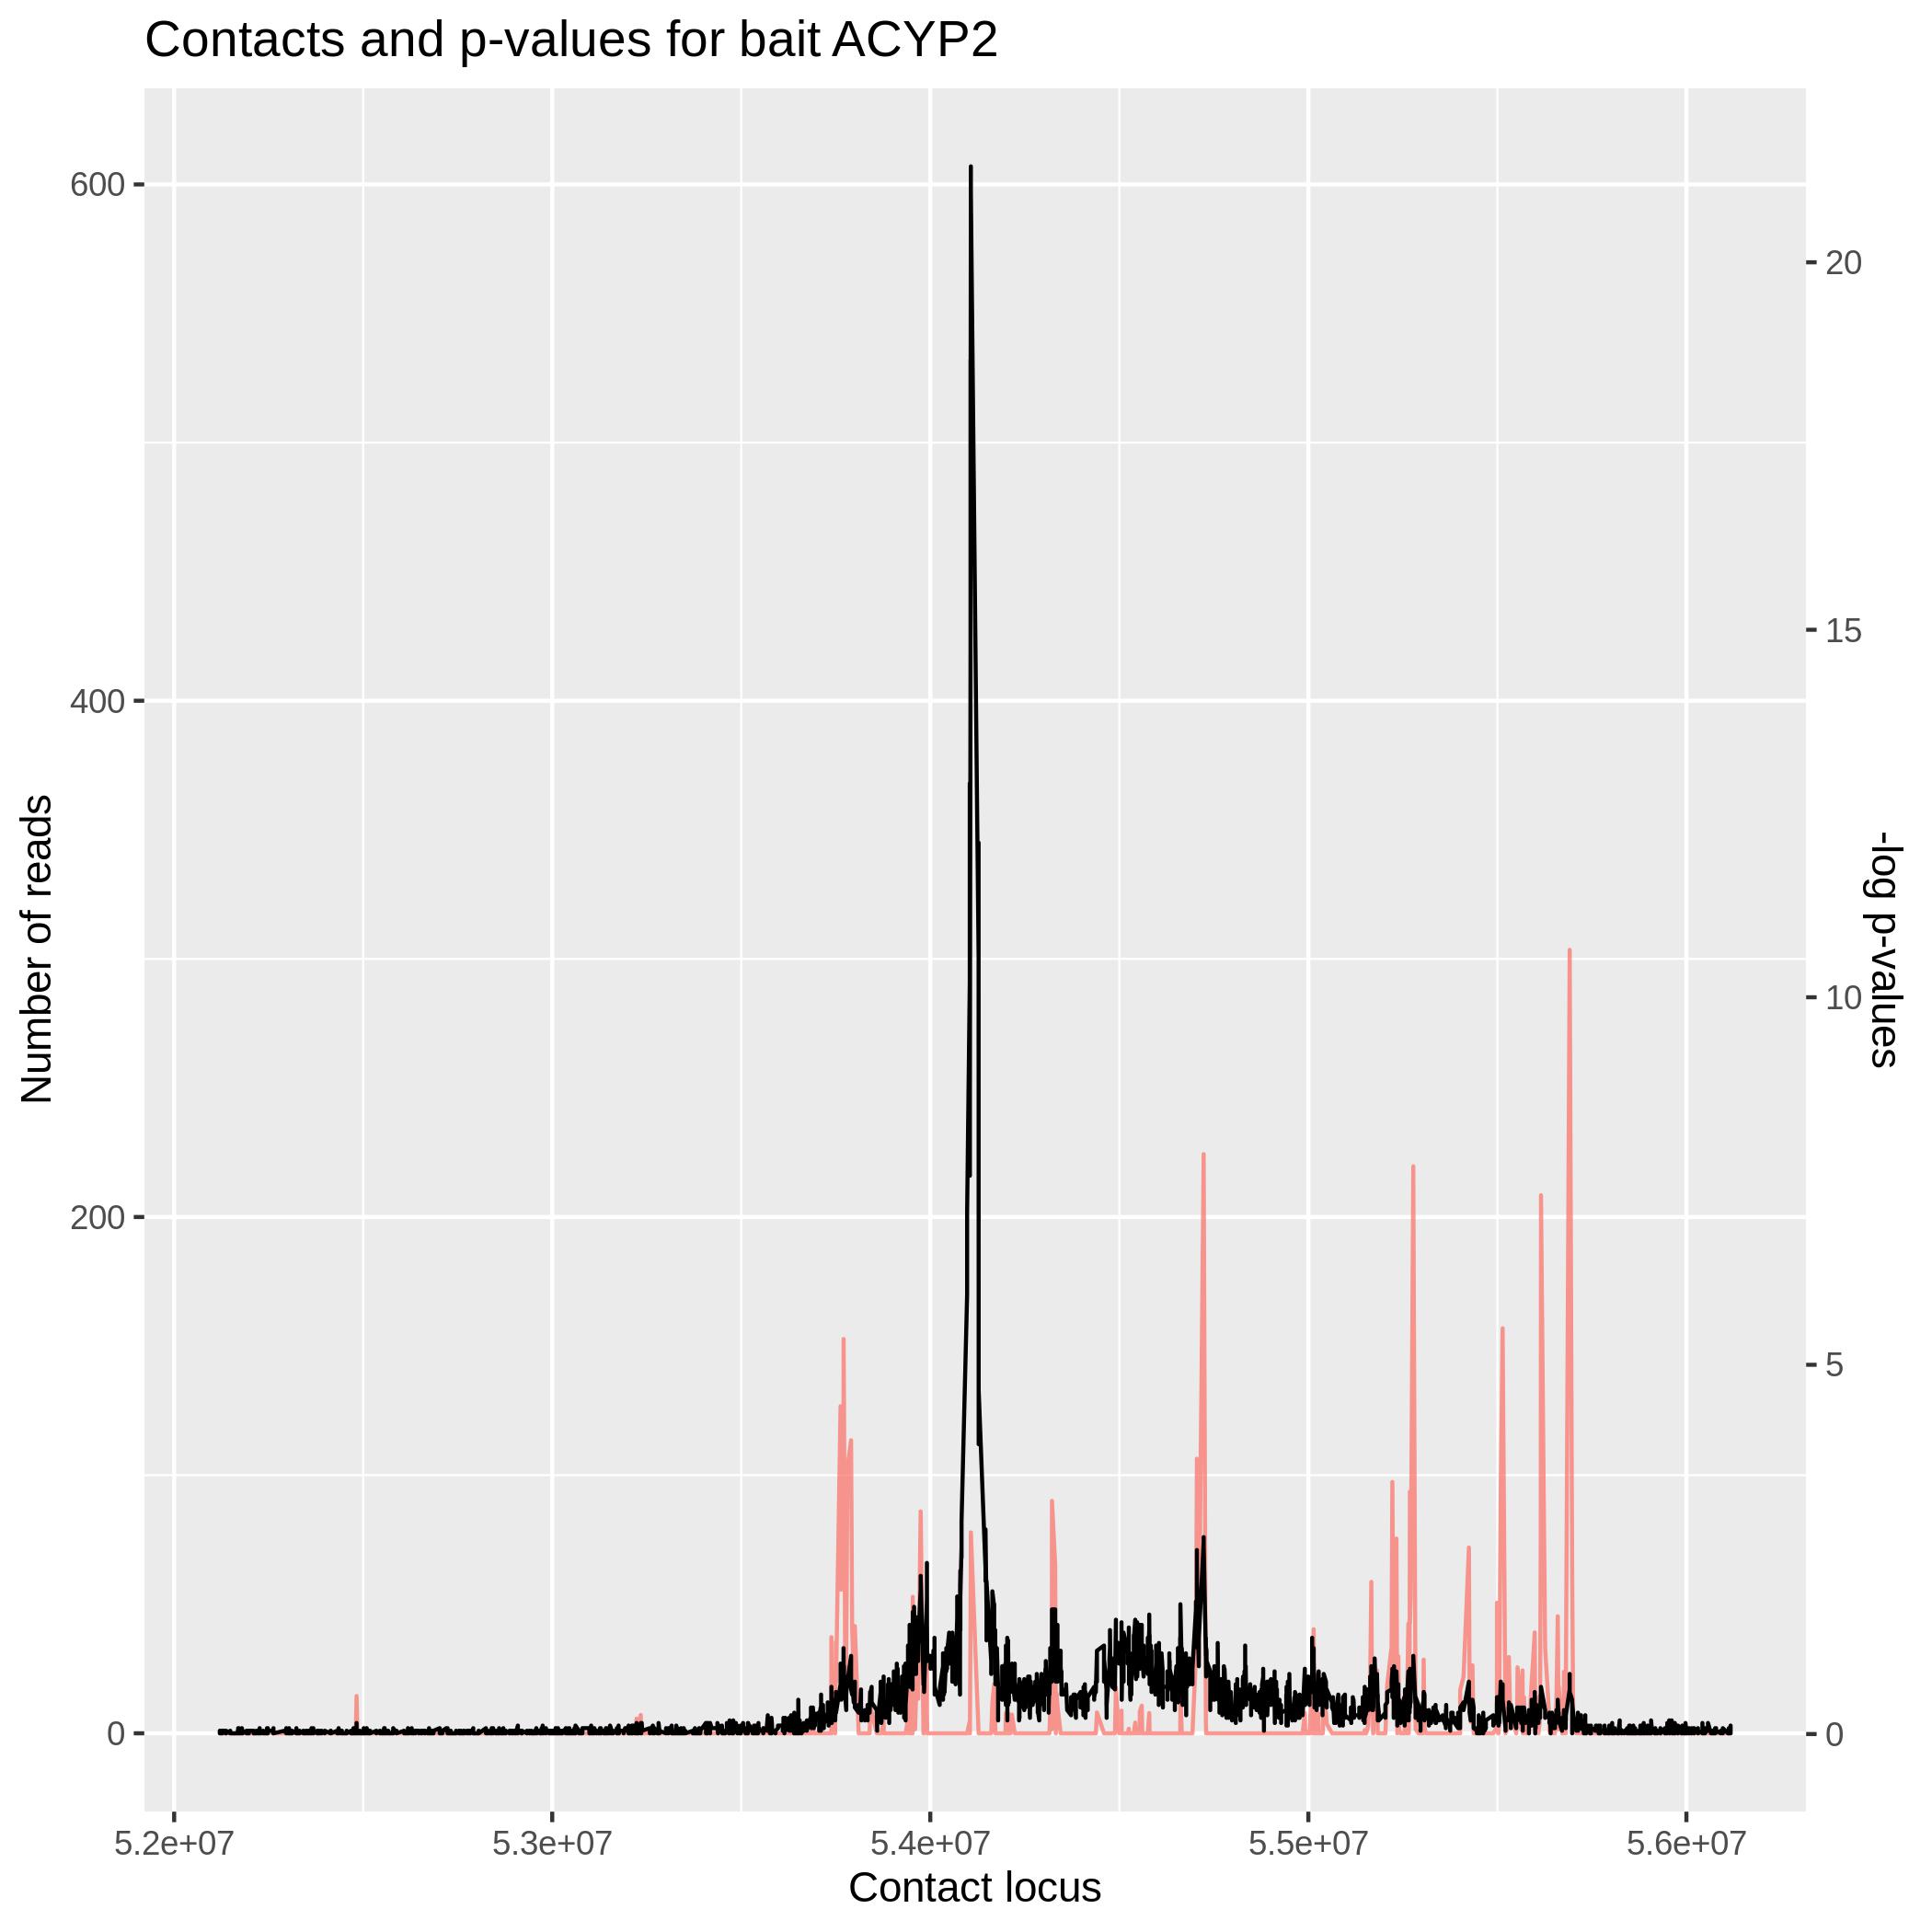 Contacts and p-values for bait ACYP2
600
400
200
0
Number of reads
20
15
10
5
0
-log p-values
5.2e+07
5.3e+07
5.4e+07
5.5e+07
5.6e+07
Contact locus